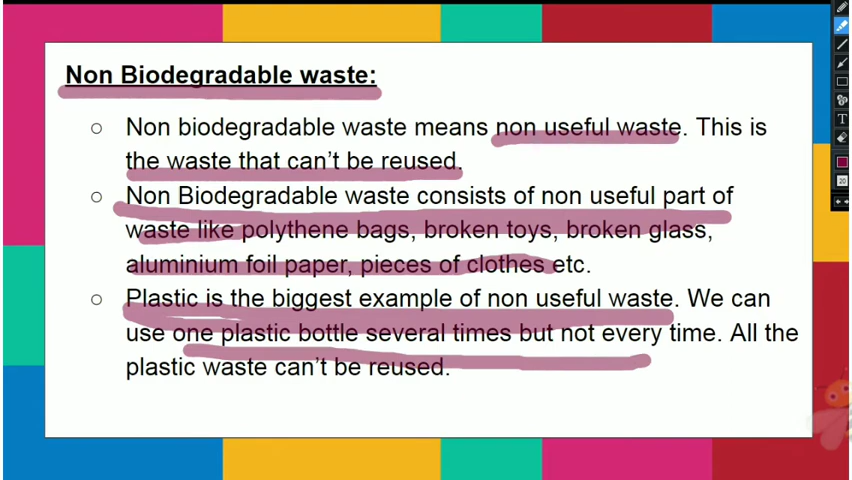 Non Biodegradable waste:
○ Non biodegradable waste means non useful waste. This is
the waste that can't be reused.
○ Non Biodegradable waste consists of non useful part of
waste like polythene bags, broken toys, broken glass,
aluminium foil paper, pieces of clothes etc.
○ Plastic is the biggest example of non useful waste. We can
use one plastic bottle several times but not every time. All the
plastic waste can't be reused.
T
20